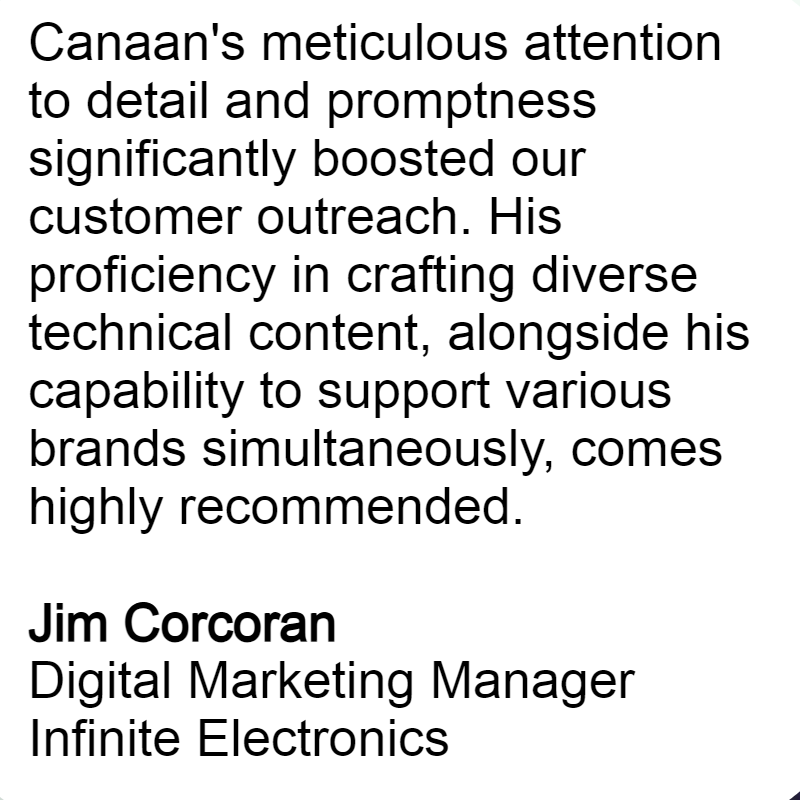 Canaan's meticulous attention
to detail and promptness
significantly boosted our
customer outreach. His
proficiency in crafting diverse
technical content, alongside his
capability to support various
brands simultaneously, comes
highly recommended.
Jim Corcoran
Digital Marketing Manager
Infinite Electronics